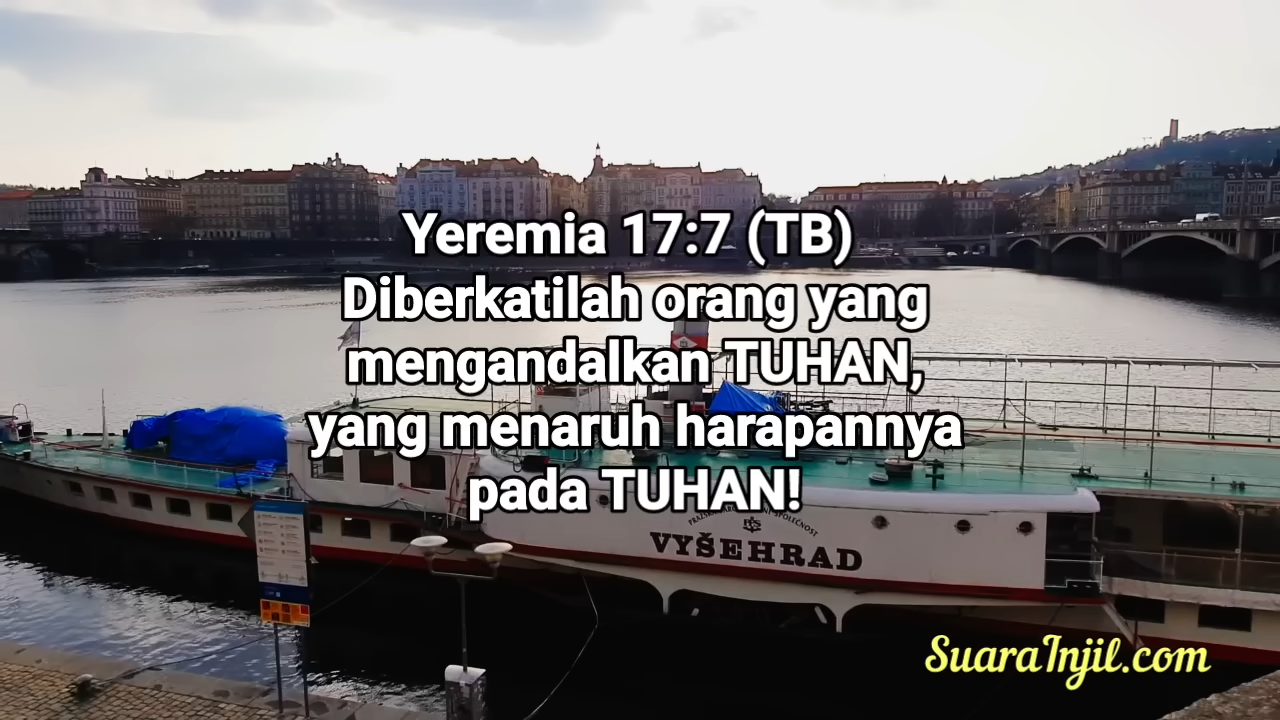 Yeremia 17:7 (TB)
Diberkatilah orang yang
mengandalkan TUHAN,
yang menaruh harapannya
pada TUHAN!
VYŠEHRAD
SuaraInjil.com